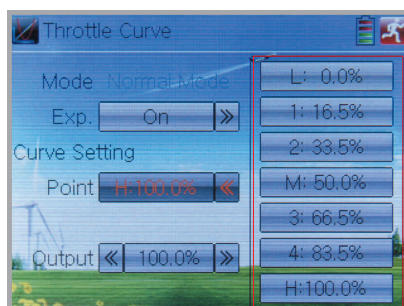 Throttle Curve
Mode Normal Mode
Exp. On »
Curve Setting
Point H:100.0% «
Output « 100.0% »
L: 0.0%
1: 16.5%
2: 33.5%
M: 50.0%
3: 66.5%
4: 83.5%
H:100.0%